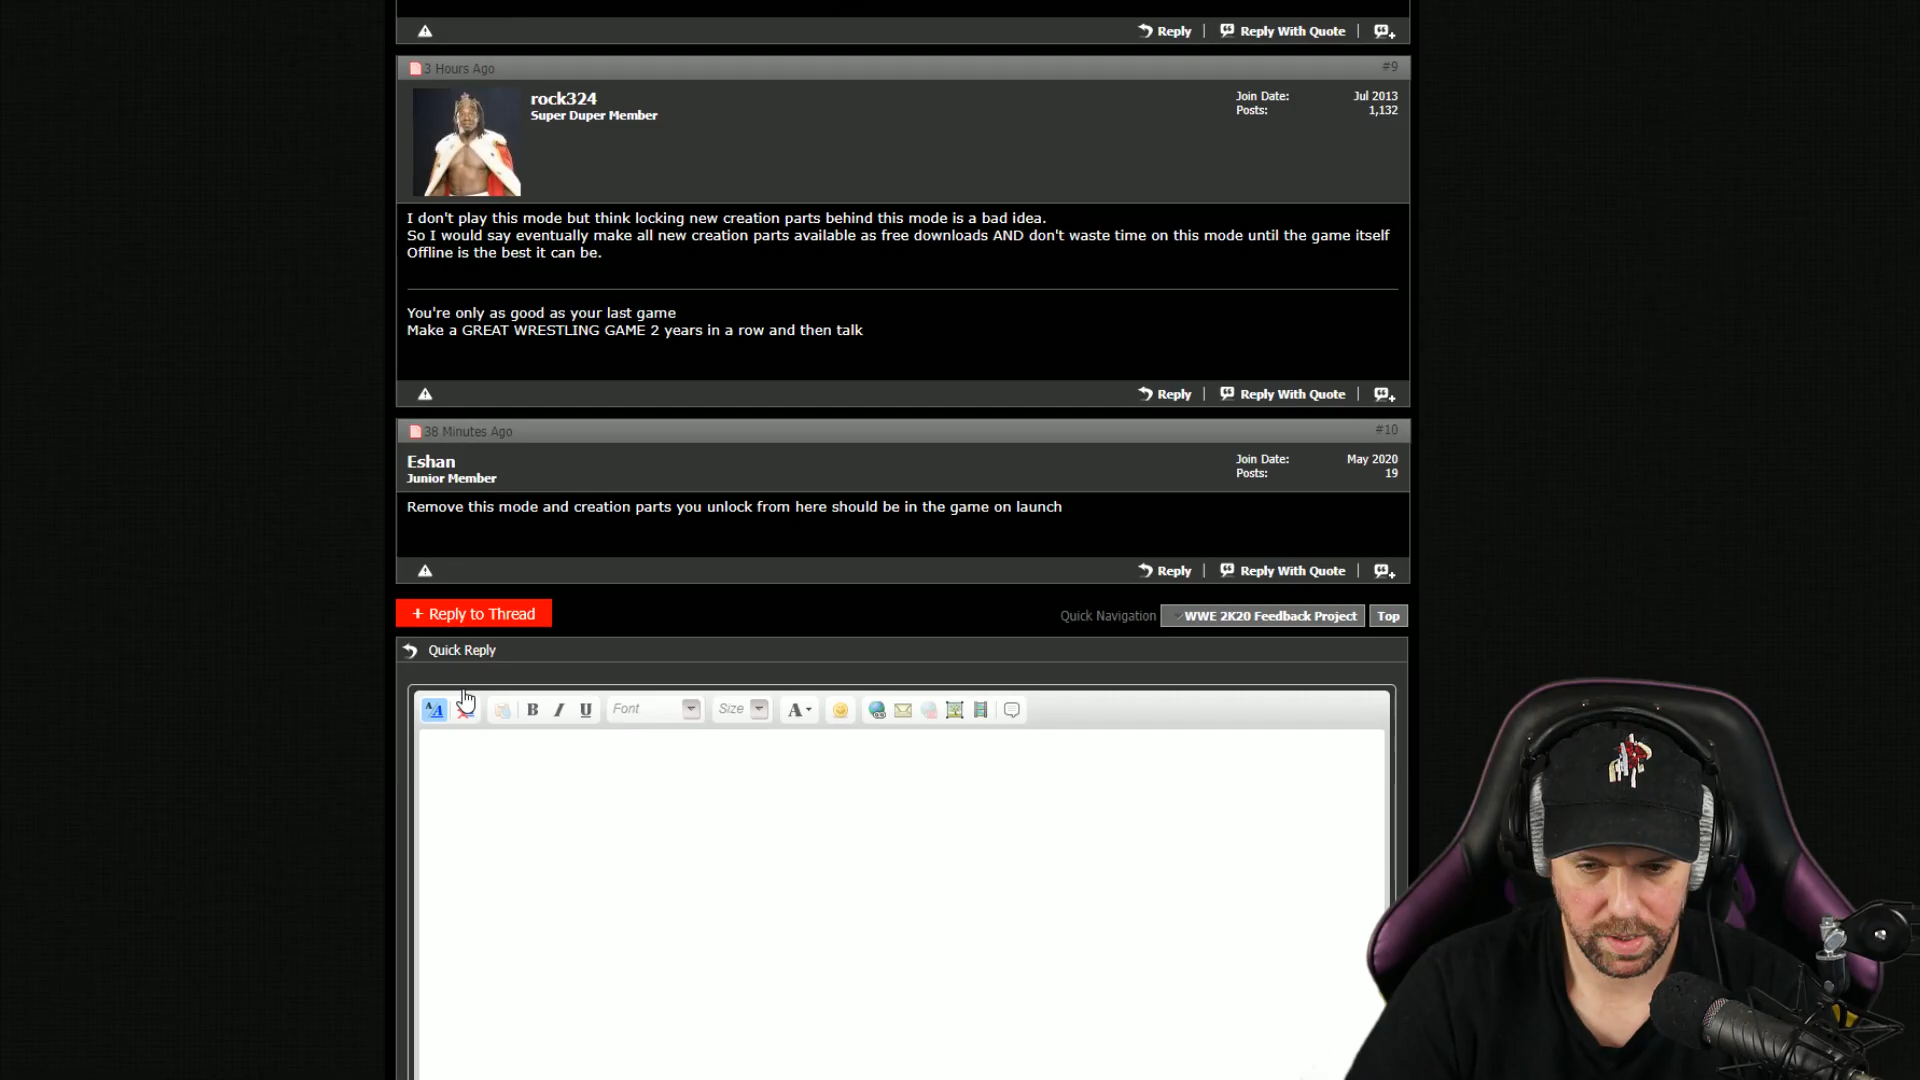 Reply | Reply With Quote |
3 Hours Ago #9
rock324 Join Date: Jul 2013
Super Duper Member Posts: 1,132
I don't play this mode but think locking new creation parts behind this mode is a bad idea.
So I would say eventually make all new creation parts available as free downloads AND don't waste time on this mode until the game itself
Offline is the best it can be.
You're only as good as your last game
Make a GREAT WRESTLING GAME 2 years in a row and then talk
Reply | Reply With Quote |
38 Minutes Ago #10
Eshan Join Date: May 2020
Junior Member Posts: 19
Remove this mode and creation parts you unlock from here should be in the game on launch
Reply | Reply With Quote |
+ Reply to Thread Quick Navigation WWE 2K20 Feedback Project Top
Quick Reply
B I U Font Size A